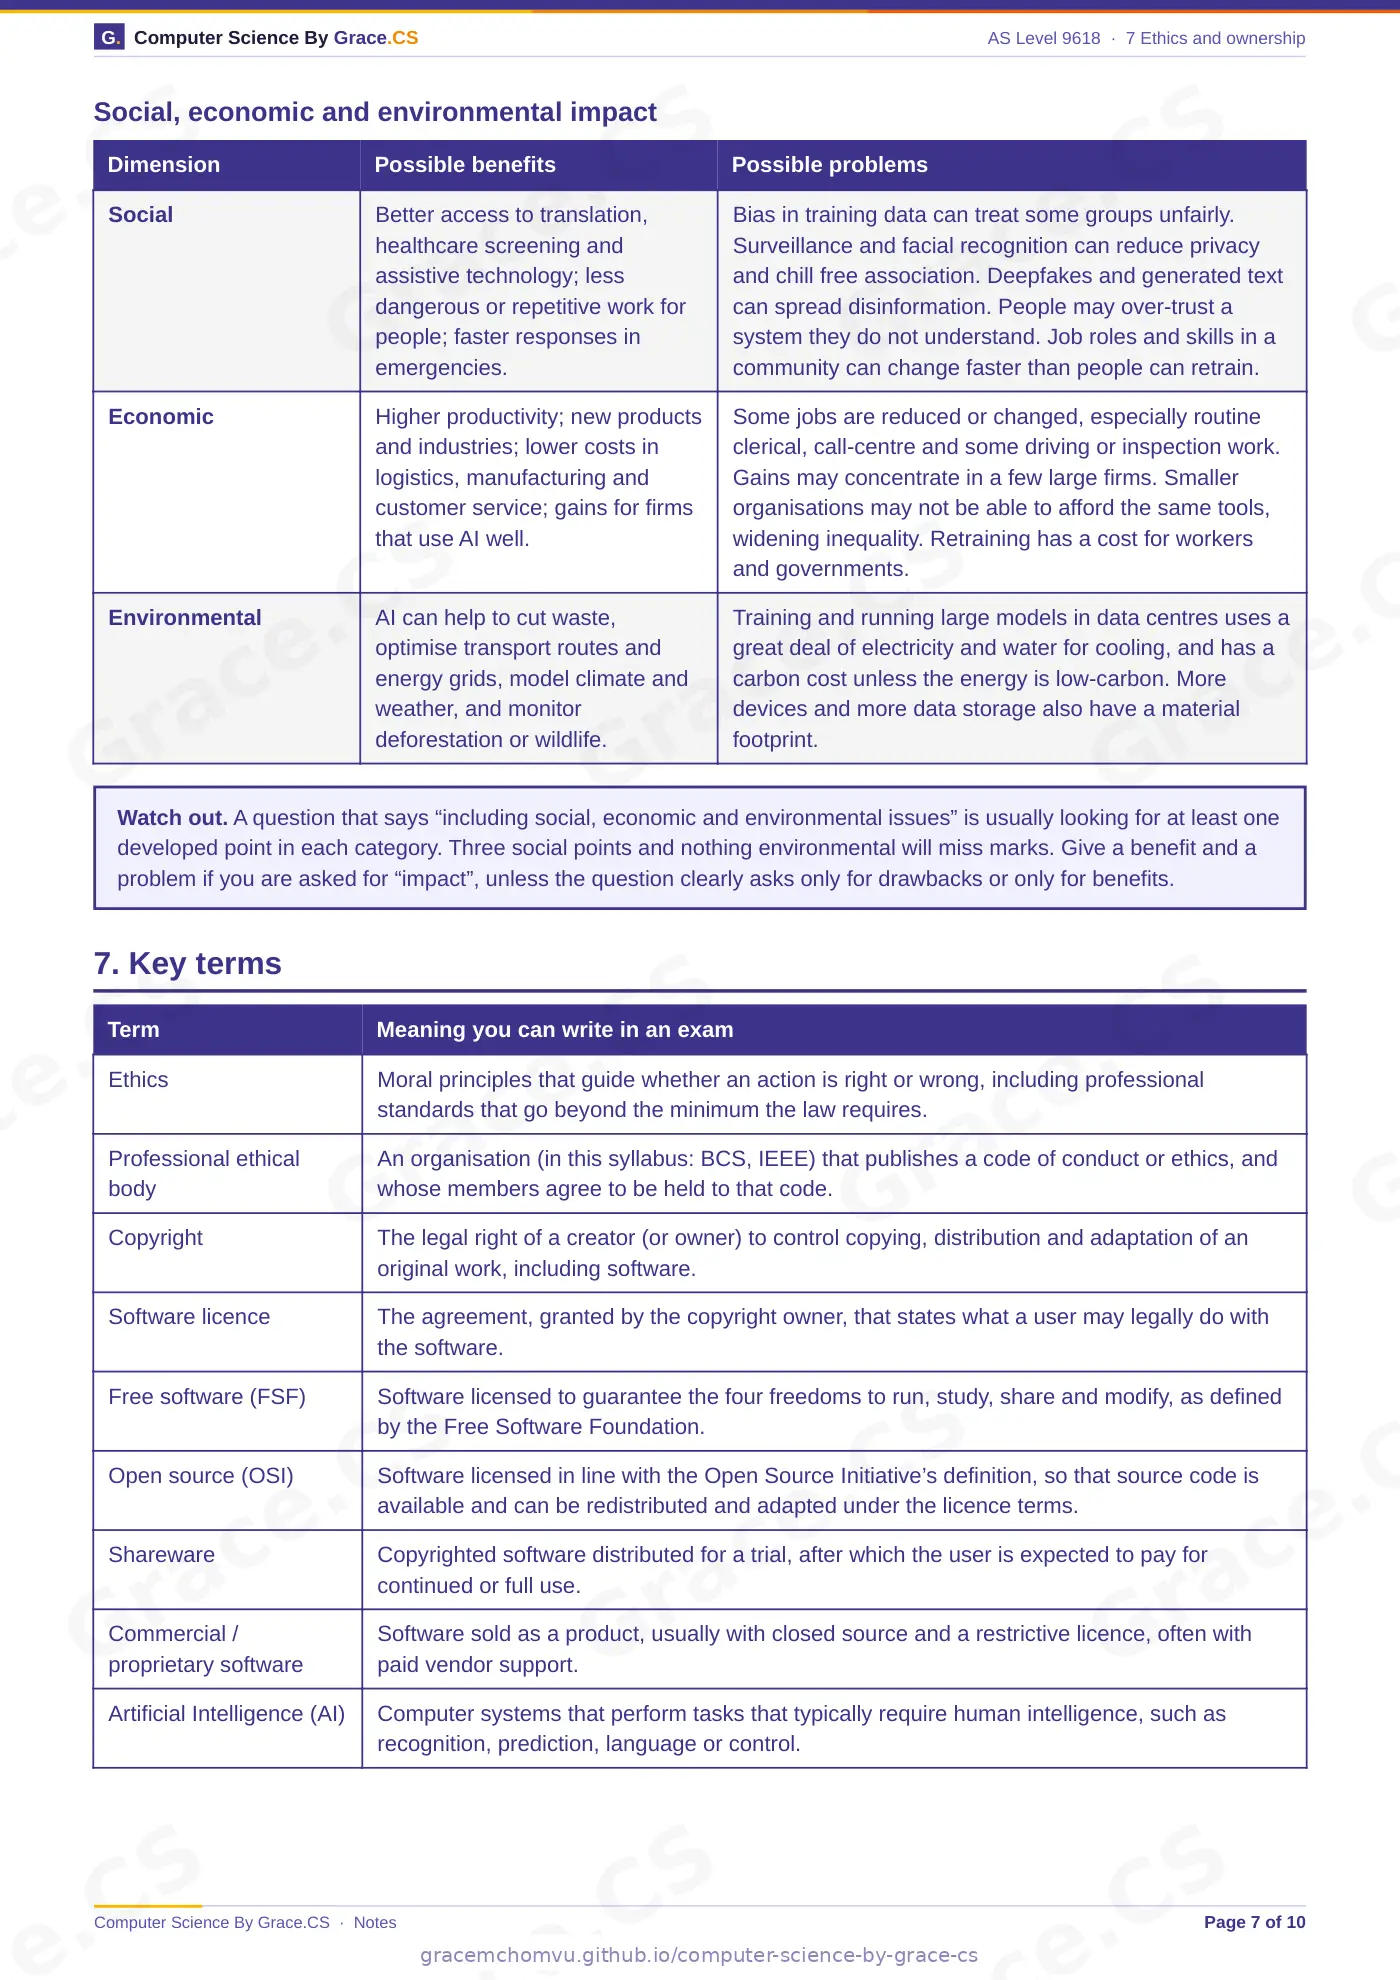 G. Computer Science By Grace.CS
AS Level 9618 · 7 Ethics and ownership
Social, economic and environmental impact
Dimension
Possible benefits
Possible problems
Social
Better access to translation,
healthcare screening and
assistive technology; less
dangerous or repetitive work for
people; faster responses in
emergencies.
Bias in training data can treat some groups unfairly.
Surveillance and facial recognition can reduce privacy
and chill free association. Deepfakes and generated text
can spread disinformation. People may over-trust a
system they do not understand. Job roles and skills in a
community can change faster than people can retrain.
Economic
Higher productivity; new products
and industries; lower costs in
logistics, manufacturing and
customer service; gains for firms
that use AI well.
Some jobs are reduced or changed, especially routine
clerical, call-centre and some driving or inspection work.
Gains may concentrate in a few large firms. Smaller
organisations may not be able to afford the same tools,
widening inequality. Retraining has a cost for workers
and governments.
Environmental
AI can help to cut waste,
optimise transport routes and
energy grids, model climate and
weather, and monitor
deforestation or wildlife.
Training and running large models in data centres uses a
great deal of electricity and water for cooling, and has a
carbon cost unless the energy is low-carbon. More
devices and more data storage also have a material
footprint.
Watch out. A question that says “including social, economic and environmental issues” is usually looking for at least one
developed point in each category. Three social points and nothing environmental will miss marks. Give a benefit and a
problem if you are asked for “impact”, unless the question clearly asks only for drawbacks or only for benefits.
7. Key terms
Term
Meaning you can write in an exam
Ethics
Moral principles that guide whether an action is right or wrong, including professional
standards that go beyond the minimum the law requires.
Professional ethical
body
An organisation (in this syllabus: BCS, IEEE) that publishes a code of conduct or ethics, and
whose members agree to be held to that code.
Copyright
The legal right of a creator (or owner) to control copying, distribution and adaptation of an
original work, including software.
Software licence
The agreement, granted by the copyright owner, that states what a user may legally do with
the software.
Free software (FSF)
Software licensed to guarantee the four freedoms to run, study, share and modify, as defined
by the Free Software Foundation.
Open source (OSI)
Software licensed in line with the Open Source Initiative’s definition, so that source code is
available and can be redistributed and adapted under the licence terms.
Shareware
Copyrighted software distributed for a trial, after which the user is expected to pay for
continued or full use.
Commercial /
proprietary software
Software sold as a product, usually with closed source and a restrictive licence, often with
paid vendor support.
Artificial Intelligence (AI)
Computer systems that perform tasks that typically require human intelligence, such as
recognition, prediction, language or control.
Computer Science By Grace.CS · Notes
Page 7 of 10
gracemchomvu.github.io/computer-science-by-grace-cs